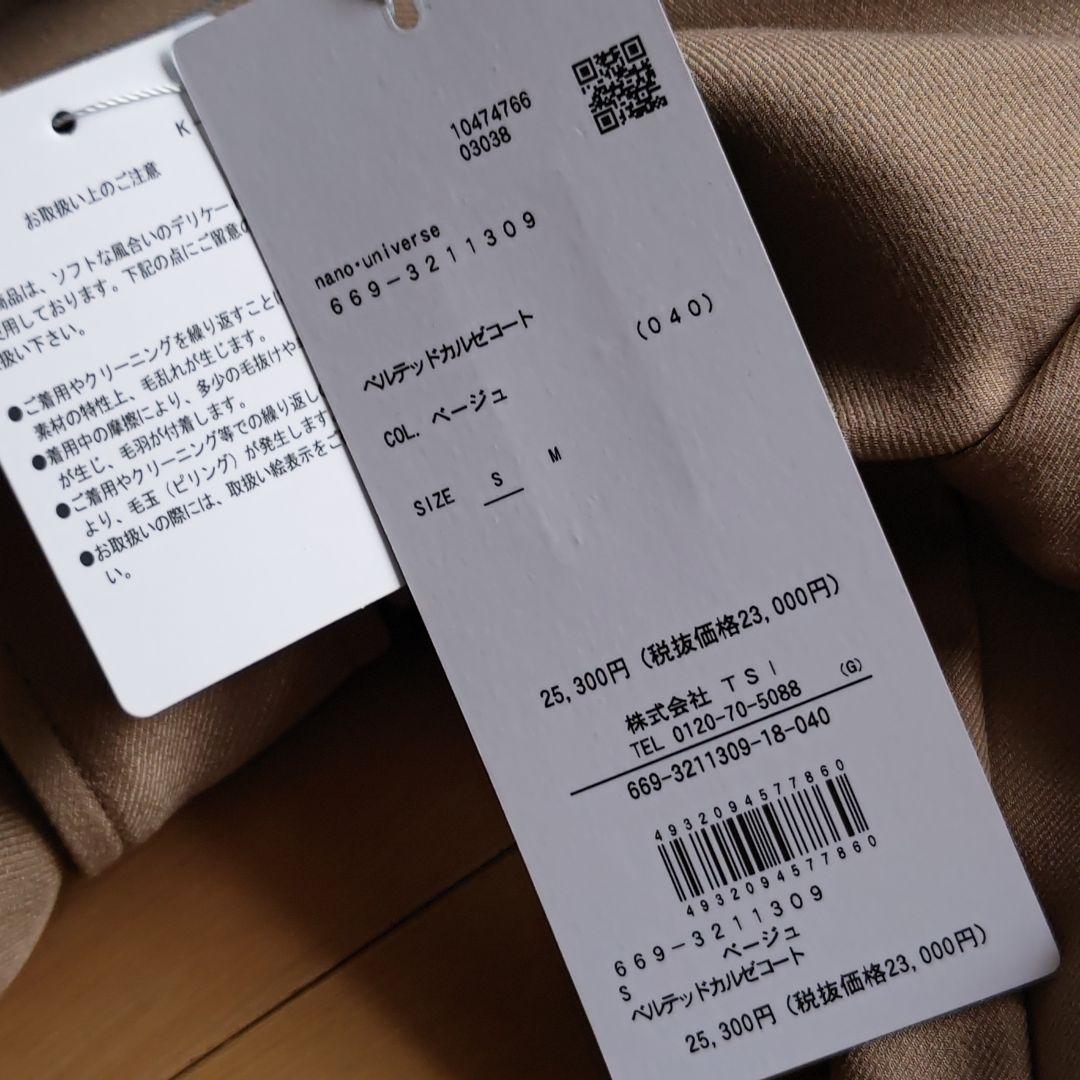 K
お取扱い上のご注意
商品は、ソフトな風合いのデリケー
使用しております。下記の点にご留意の
扱い下さい。
●ご着用やクリーニングを繰り返すこと
素材の特性上、毛乱れが生じます。
●着用中の摩擦により、多少の毛抜けや
が生じ、毛羽が付着します。
●ご着用やクリーニング等での繰り返し
より、毛玉（ピリング）が発生します
●お取扱いの際には、取扱い絵表示をご
い。
10474766
03038
nano・universe
669-3211309
ベルテッドカルゼコート
(040)
COL. ベージュ
SIZE S M
25,300円（税抜価格23,000円）
株式会社 TSI
TEL 0120-70-5088 (G)
669-3211309-18-040
4932094577860
4932094577860
669-3211309
S ベージュ
ベルテッドカルゼコート
25,300円（税抜価格23,000円）